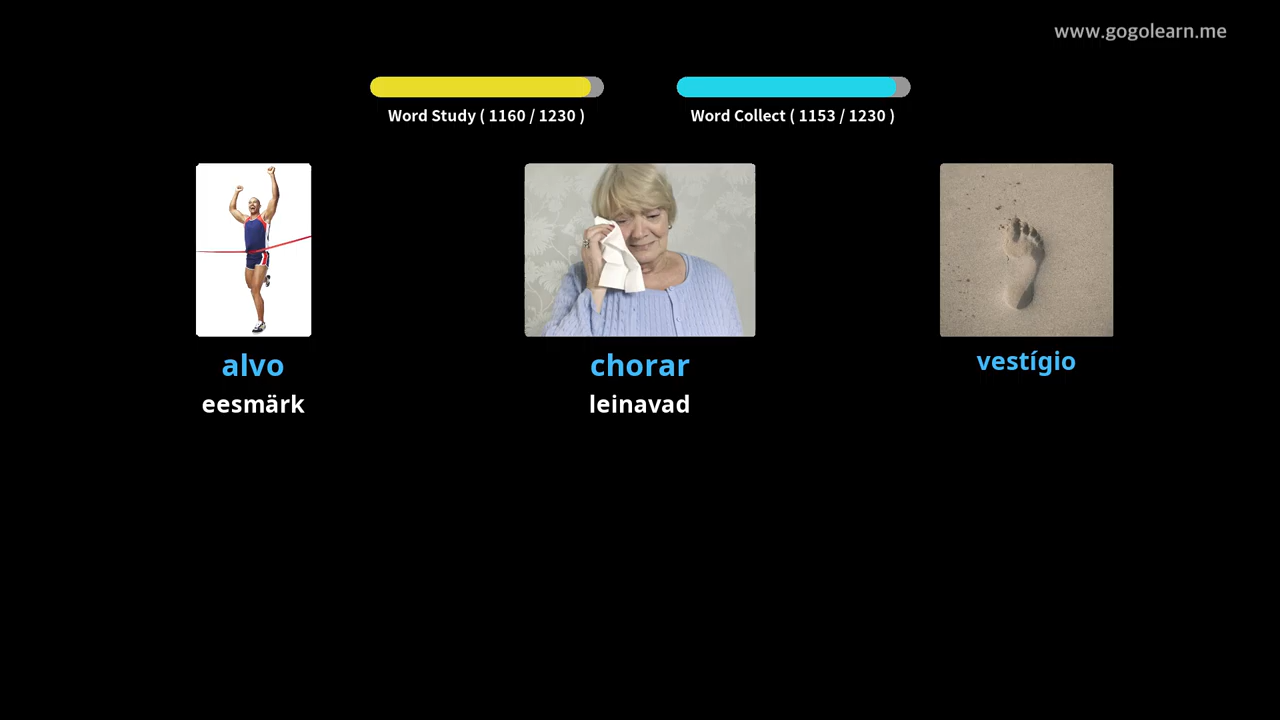 www.gogolearn.me
Word Study ( 1160 / 1230 )
Word Collect ( 1153 / 1230 )
alvo
chorar
vestígio
eesmärk
leinavad